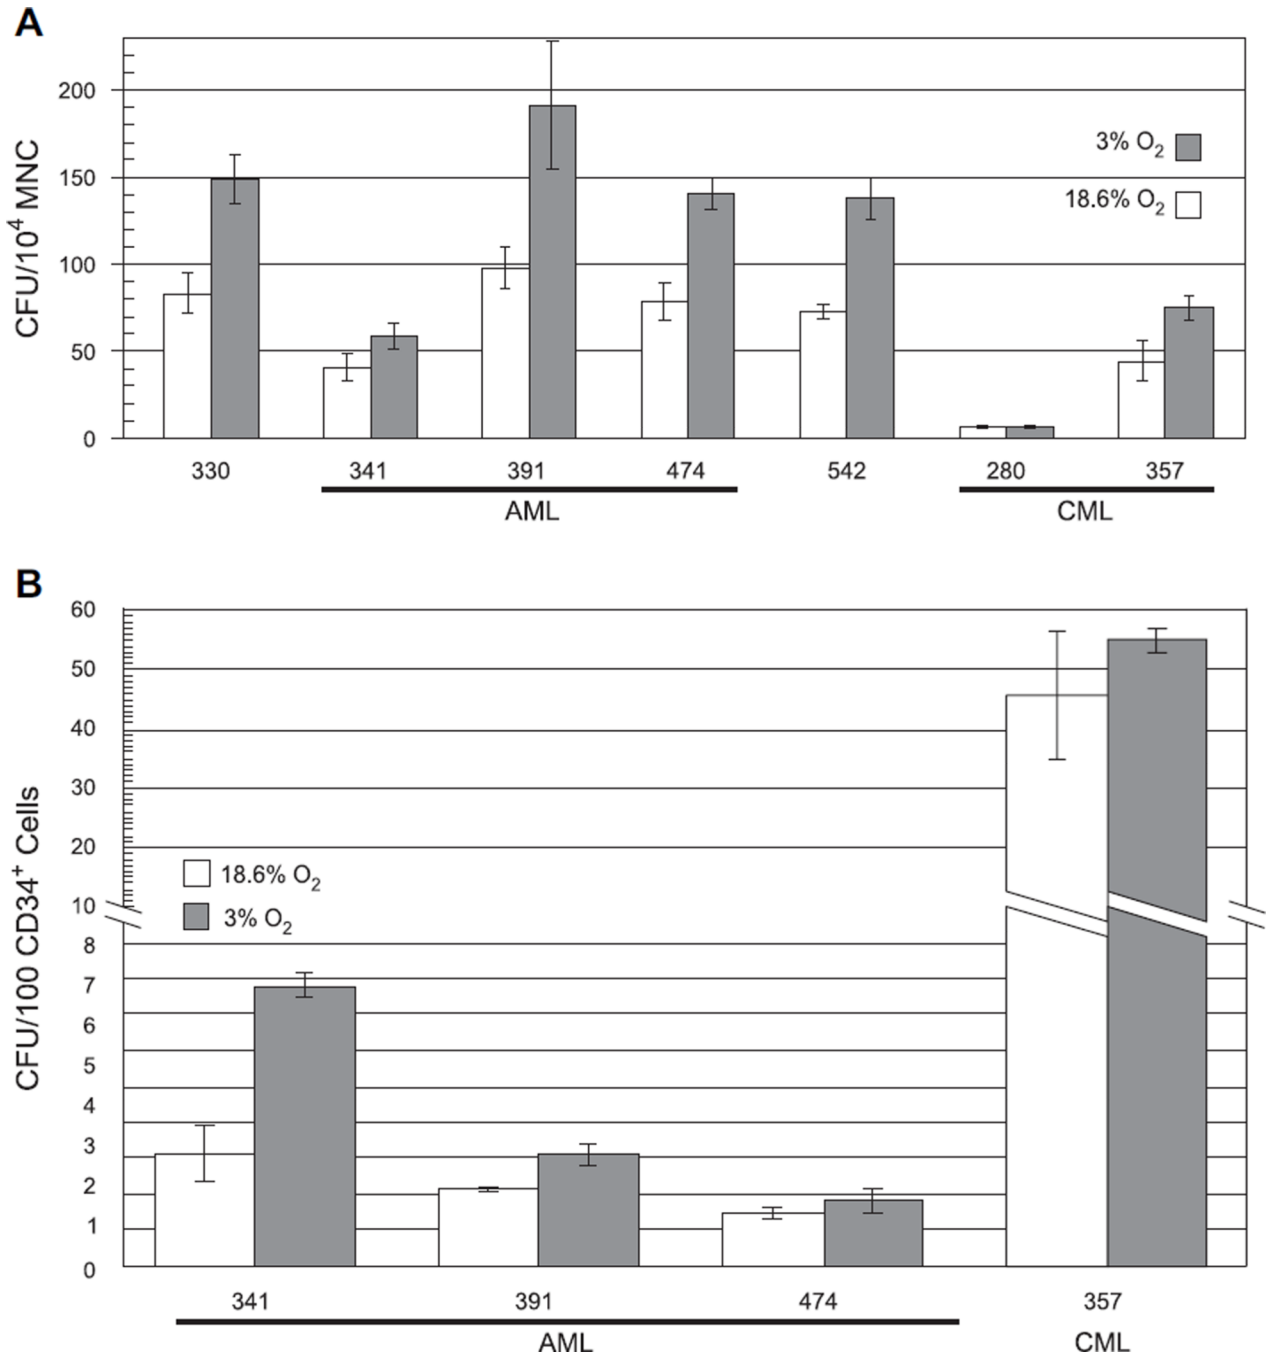 A
CFU/10⁴ MNC
200
150
100
50
0
3% O₂
18.6% O₂
330 341 391 474 542 280 357
AML CML
B
CFU/100 CD34⁺ Cells
60
50
40
30
20
10
8
7
6
5
4
3
2
1
0
18.6% O₂
3% O₂
341 391 474 357
AML CML